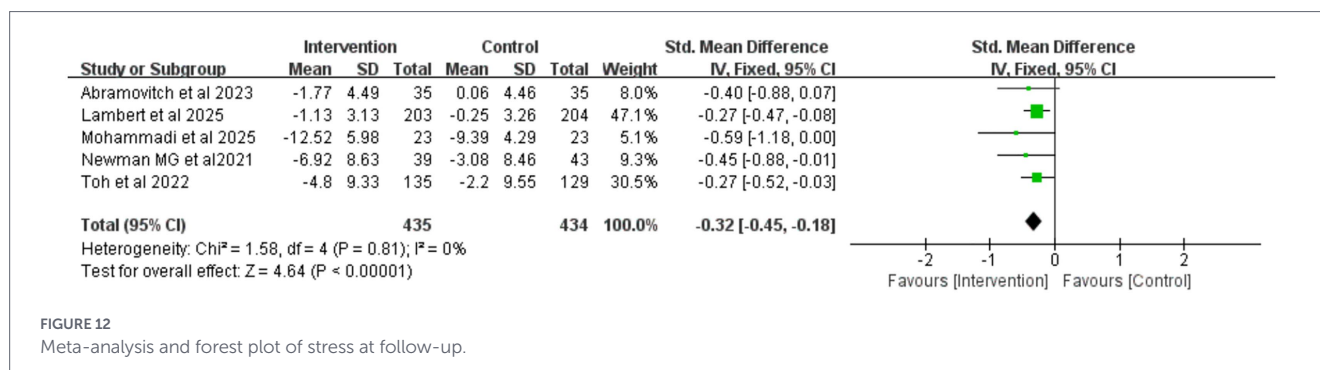 Intervention Control Std. Mean Difference Std. Mean Difference
Study or Subgroup Mean SD Total Mean SD Total Weight IV, Fixed, 95% CI IV, Fixed, 95% CI
Abramovitch et al 2023 -1.77 4.49 35 0.06 4.46 35 8.0% -0.40 [-0.88, 0.07]
Lambert et al 2025 -1.13 3.13 203 -0.25 3.26 204 47.1% -0.27 [-0.47, -0.08]
Mohammadi et al 2025 -12.52 5.98 23 -9.39 4.29 23 5.2% -0.59 [-1.18, 0.00]
Newman MG et al2021 -6.92 8.63 39 -3.08 8.46 43 9.3% -0.45 [-0.88, -0.01]
Toh et al 2022 -4.8 9.33 135 -2.2 9.55 129 30.5% -0.27 [-0.52, -0.03]
Total (95% CI) 435 434 100.0% -0.32 [-0.45, -0.18]
Heterogeneity: Chi² = 1.58, df = 4 (P = 0.81); I² = 0%
Test for overall effect: Z = 4.64 (P < 0.00001)
-2 -1 0 1 2
Favours [Intervention] Favours [Control]
FIGURE 12
Meta-analysis and forest plot of stress at follow-up.